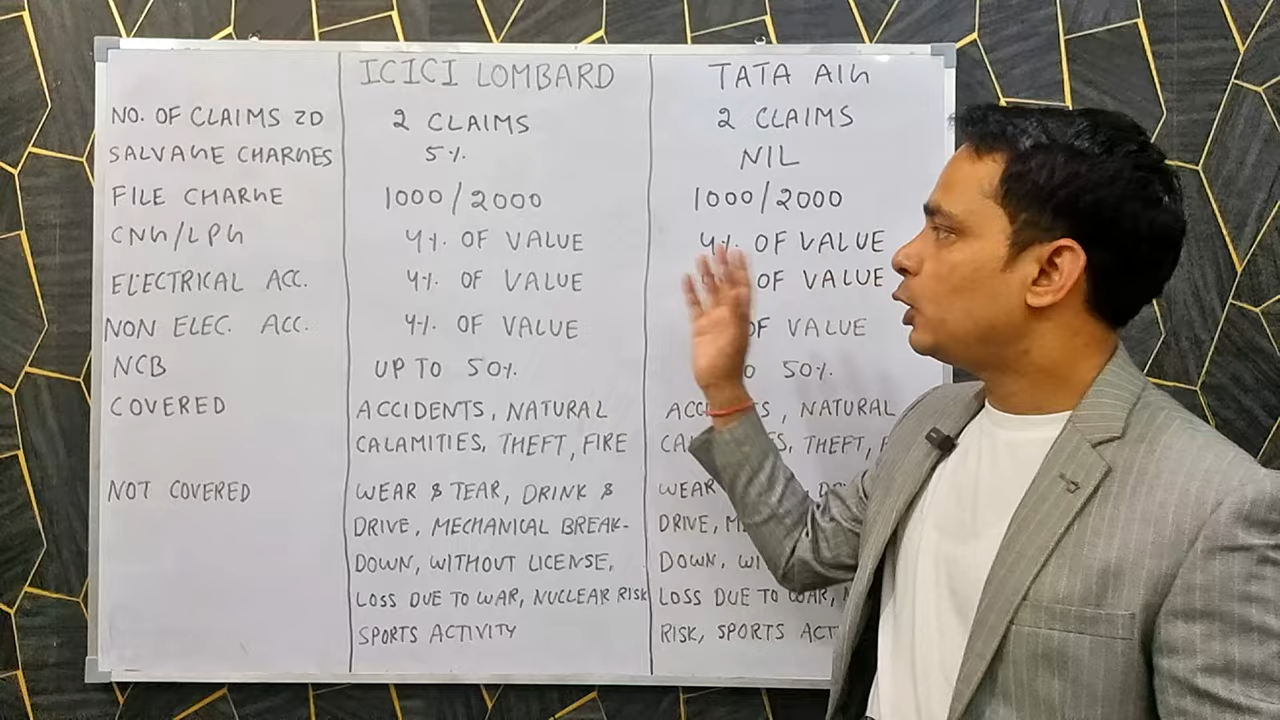 ICICI LOMBARD TATA AIG
NO. OF CLAIMS ZD 2 CLAIMS 2 CLAIMS
SALVAGE CHARGES 5% NIL
FILE CHARGE 1000/2000 1000/2000
CNG/LPG 4% OF VALUE 4% OF VALUE
ELECTRICAL ACC. 4% OF VALUE OF VALUE
NON ELEC. ACC. 4% OF VALUE OF VALUE
NCB UP TO 50% 50%
COVERED ACCIDENTS, NATURAL , NATURAL
CALAMITIES, THEFT, FIRE THEFT,
NOT COVERED WEAR & TEAR, DRINK & WEAR
DRIVE, MECHANICAL BREAK- DRIVE,
DOWN, WITHOUT LICENSE, DOWN,
LOSS DUE TO WAR, NUCLEAR RISK LOSS DUE TO WAR,
SPORTS ACTIVITY RISK, SPORTS